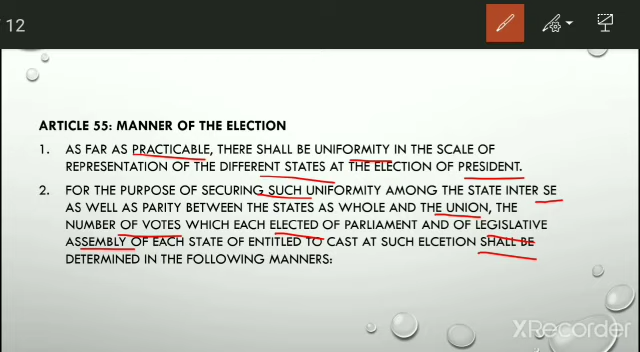 12
ARTICLE 55: MANNER OF THE ELECTION
1. AS FAR AS PRACTICABLE, THERE SHALL BE UNIFORMITY IN THE SCALE OF
REPRESENTATION OF THE DIFFERENT STATES AT THE ELECTION OF PRESIDENT.
2. FOR THE PURPOSE OF SECURING SUCH UNIFORMITY AMONG THE STATE INTER SE
AS WELL AS PARITY BETWEEN THE STATES AS WHOLE AND THE UNION, THE
NUMBER OF VOTES WHICH EACH ELECTED OF PARLIAMENT AND OF LEGISLATIVE
ASSEMBLY OF EACH STATE OF ENTITLED TO CAST AT SUCH ELCETION SHALL BE
DETERMINED IN THE FOLLOWING MANNERS:
XRecorder